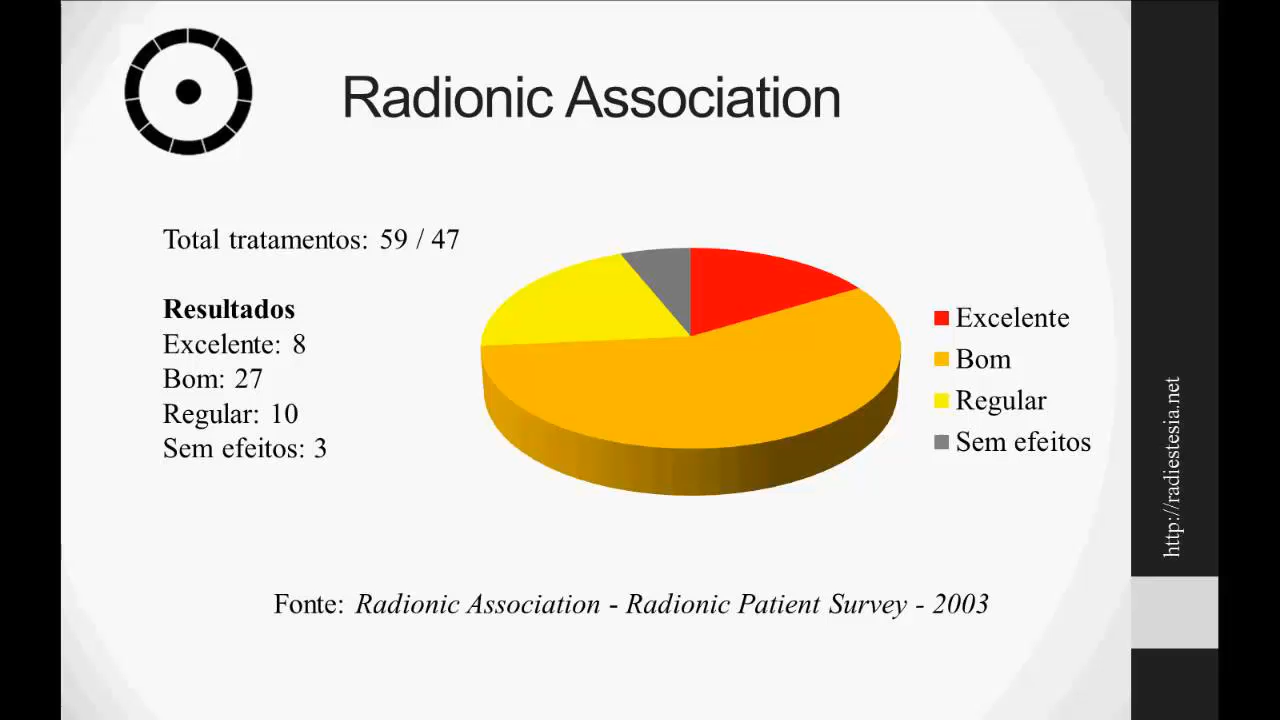 Radionic Association
Total tratamentos: 59 / 47
Resultados
Excelente: 8
Bom: 27
Regular: 10
Sem efeitos: 3
Excelente
Bom
Regular
Sem efeitos
http://radiestesia.net
Fonte: Radionic Association - Radionic Patient Survey - 2003